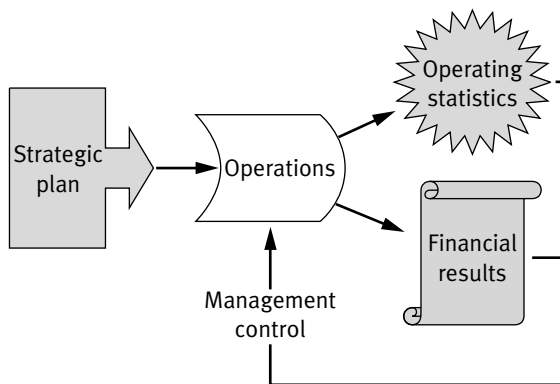 Strategic
plan
Operations
Operating
statistics
Financial
results
Management
control